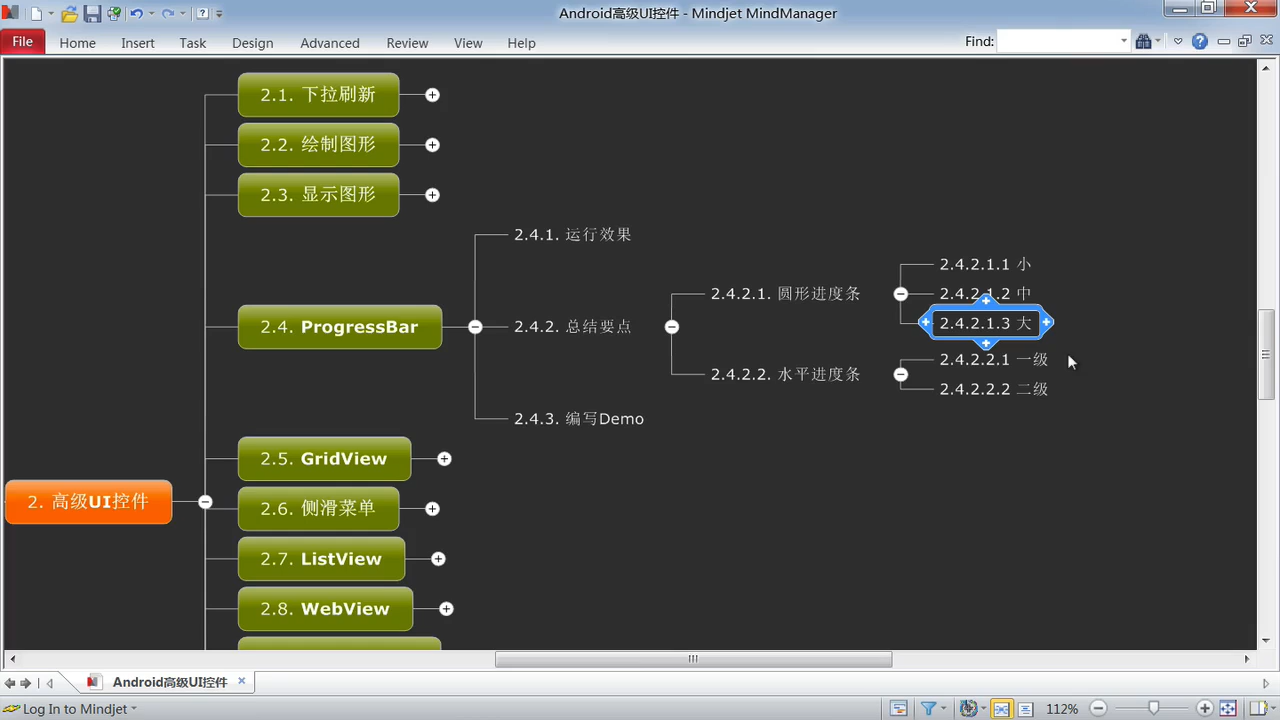 Android高级UI控件 - Mindjet MindManager
File Home Insert Task Design Advanced Review View Help Find:
2.1. 下拉刷新
2.2. 绘制图形
2.3. 显示图形
2.4. ProgressBar
2.4.1. 运行效果
2.4.2. 总结要点
2.4.2.1. 圆形进度条
2.4.2.1.1 小
2.4.2.1.2 中
2.4.2.1.3 大
2.4.2.2. 水平进度条
2.4.2.2.1 一级
2.4.2.2.2 二级
2.4.3. 编写Demo
2. 高级UI控件
2.5. GridView
2.6. 侧滑菜单
2.7. ListView
2.8. WebView
Android高级UI控件
Log In to Mindjet 112%